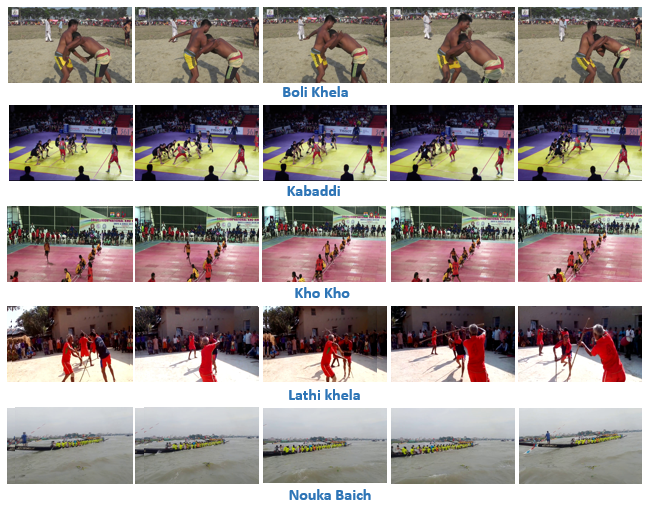 Boli Khela
Kabaddi
Kho Kho
Lathi khela
Nouka Baich